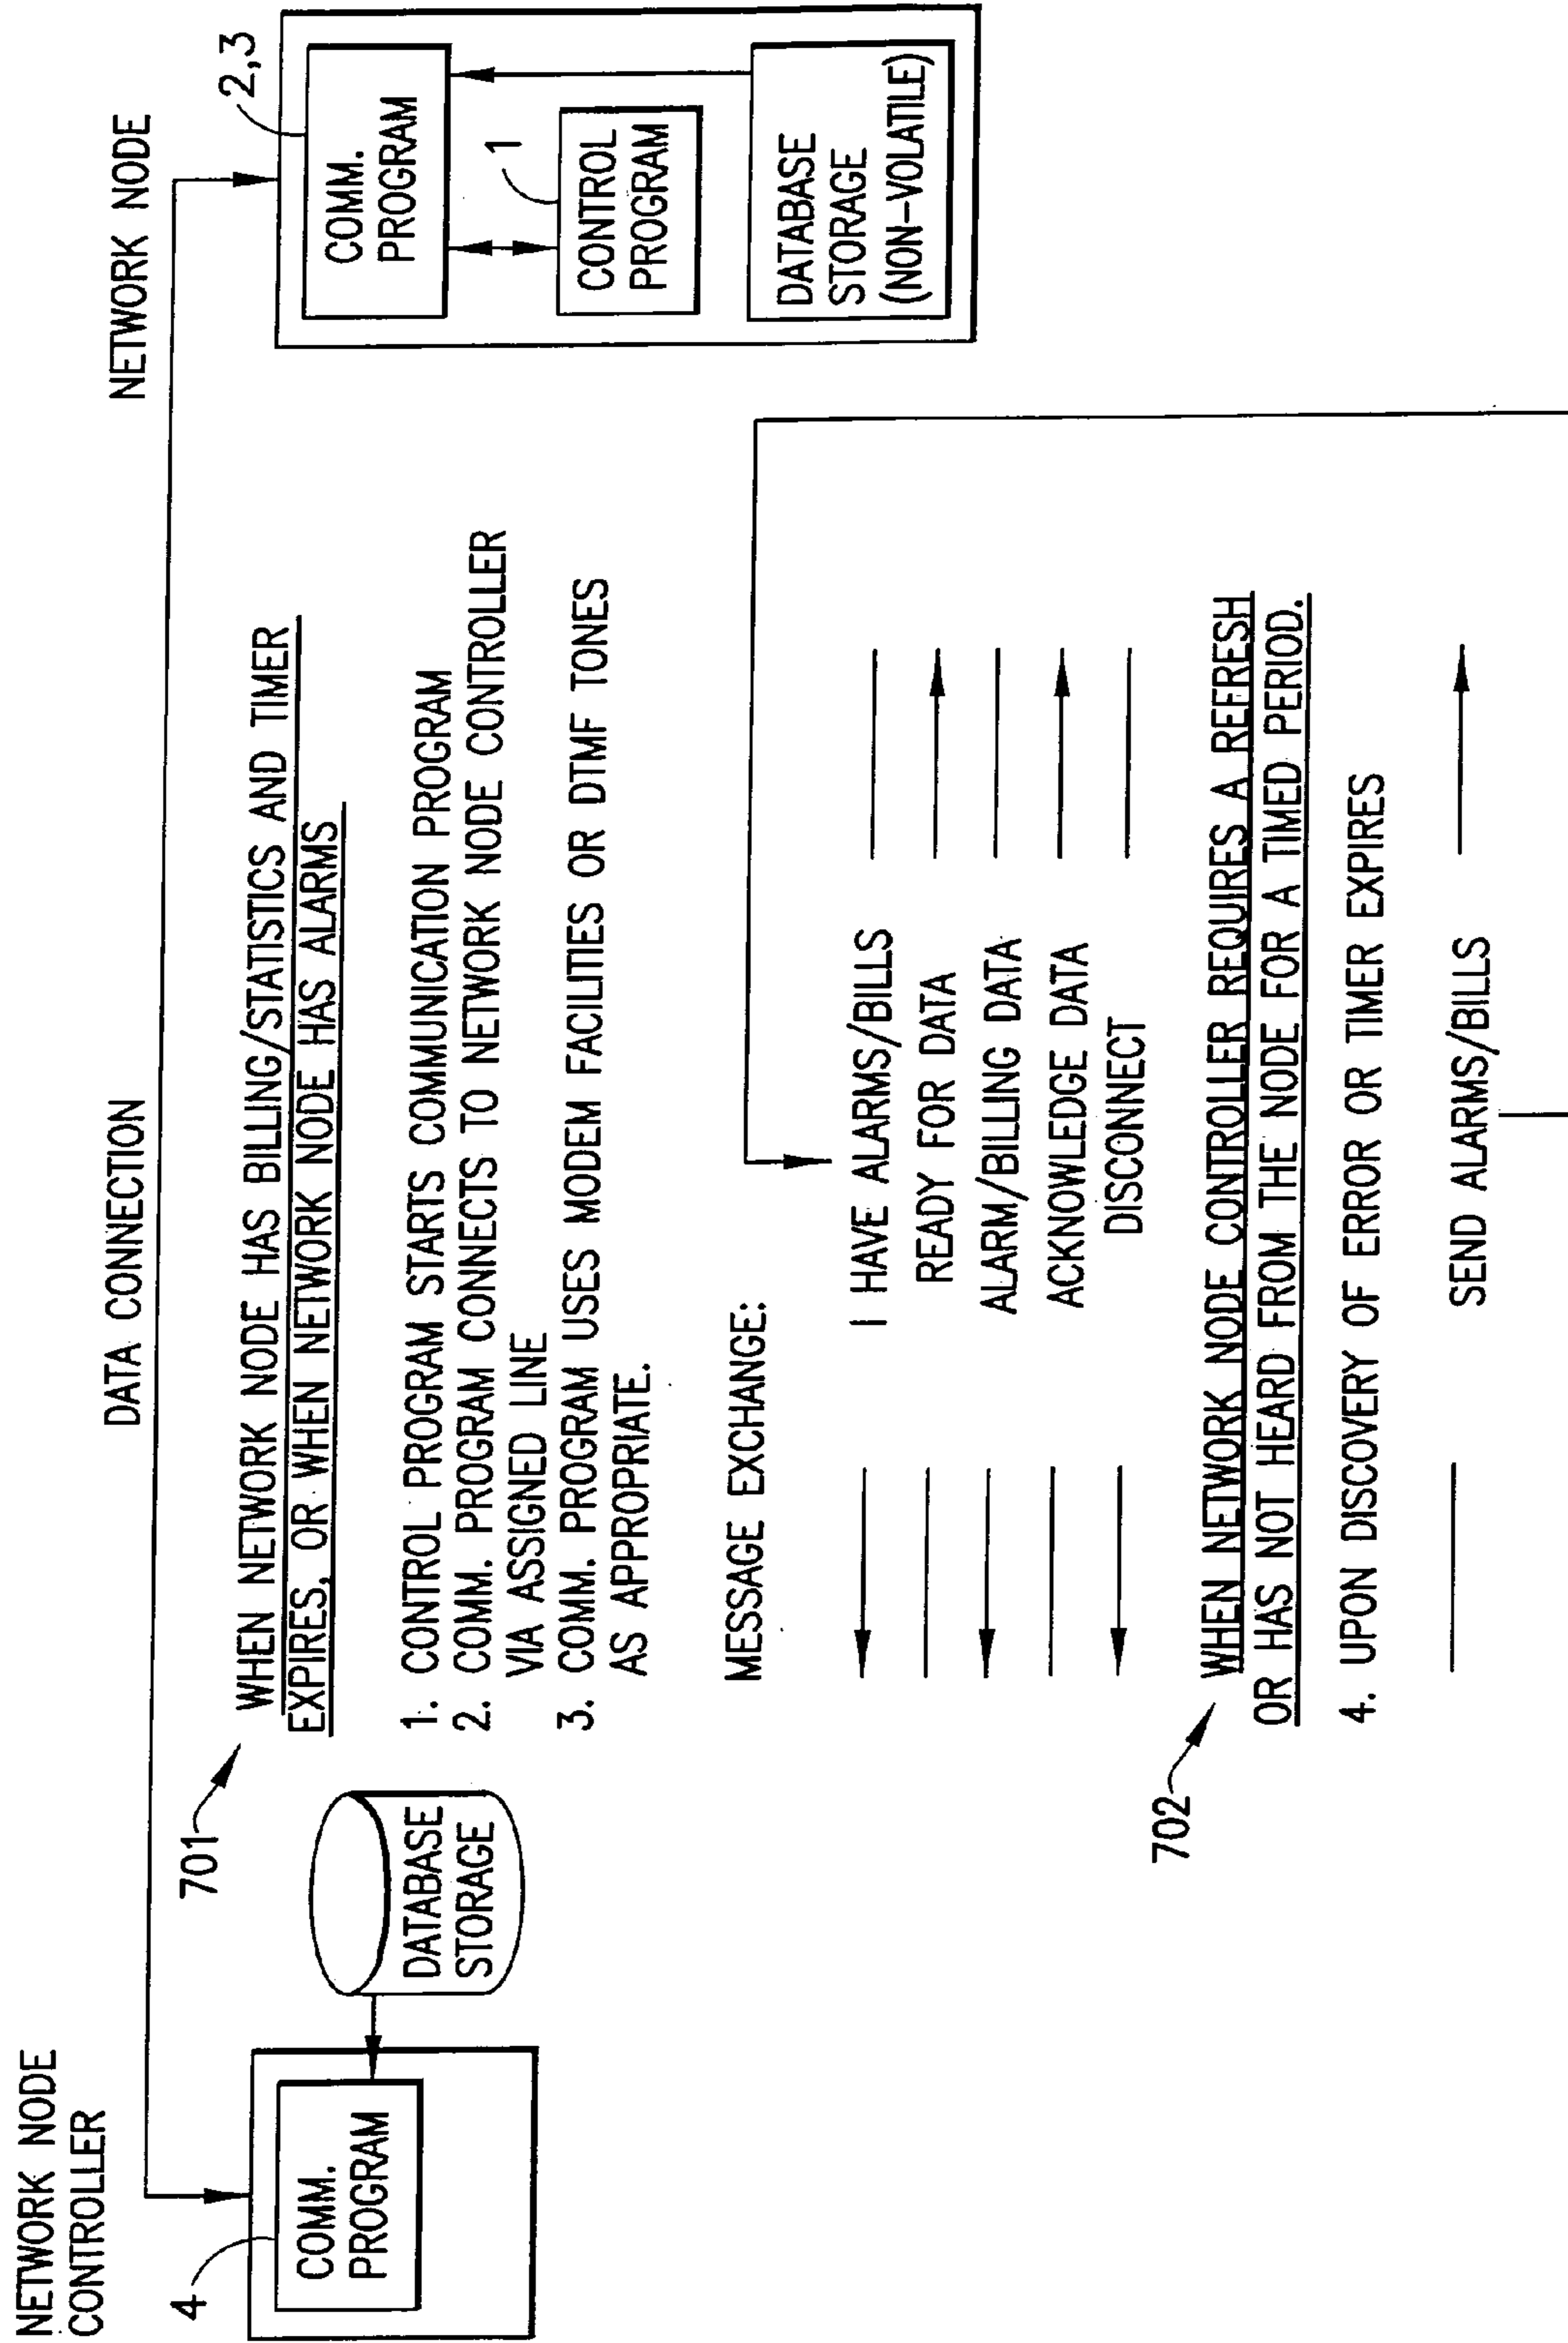 NETWORK NODE
CONTROLLER
DATA CONNECTION
NETWORK NODE
4
COMM.
PROGRAM
DATABASE
STORAGE
701
WHEN NETWORK NODE HAS BILLING/STATISTICS AND TIMER
EXPIRES, OR WHEN NETWORK NODE HAS ALARMS
1. CONTROL PROGRAM STARTS COMMUNICATION PROGRAM
2. COMM. PROGRAM CONNECTS TO NETWORK NODE CONTROLLER
VIA ASSIGNED LINE
3. COMM. PROGRAM USES MODEM FACILITIES OR DTMF TONES
AS APPROPRIATE.
2,3
COMM.
PROGRAM
1
CONTROL
PROGRAM
DATABASE
STORAGE
(NON-VOLATILE)
MESSAGE EXCHANGE:
I HAVE ALARMS/BILLS
READY FOR DATA
ALARM/BILLING DATA
ACKNOWLEDGE DATA
DISCONNECT
702
WHEN NETWORK NODE CONTROLLER REQUIRES A REFRESH
OR HAS NOT HEARD FROM THE NODE FOR A TIMED PERIOD.
4. UPON DISCOVERY OF ERROR OR TIMER EXPIRES
SEND ALARMS/BILLS